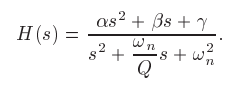 H(s) = \frac{\alpha s^2 + \beta s + \gamma}{s^2 + \frac{\omega_n}{Q} s + \omega_n^2}.